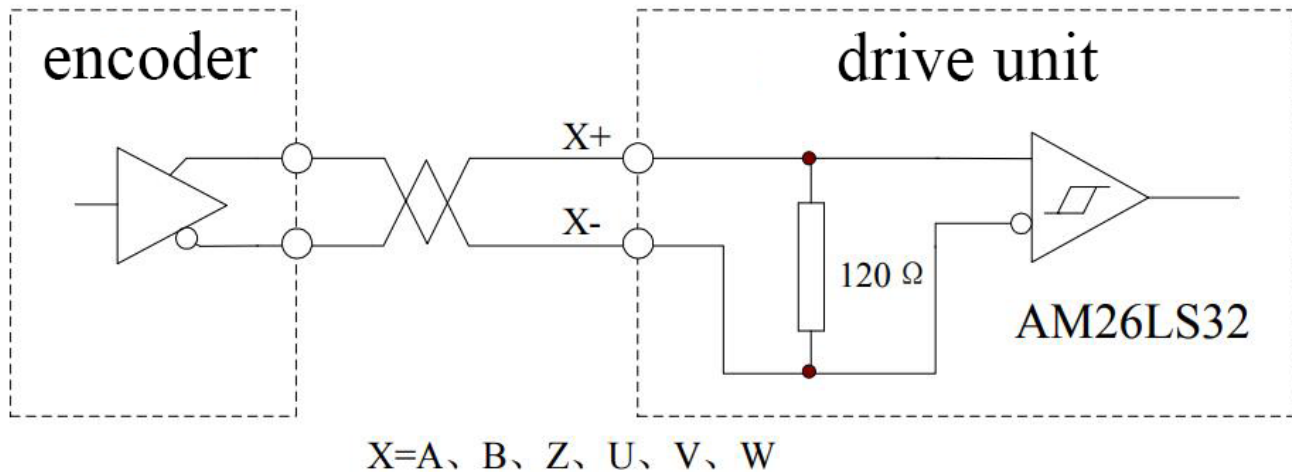 encoder
drive unit
X+
X-
120 Ω
AM26LS32
X=A、B、Z、U、V、W